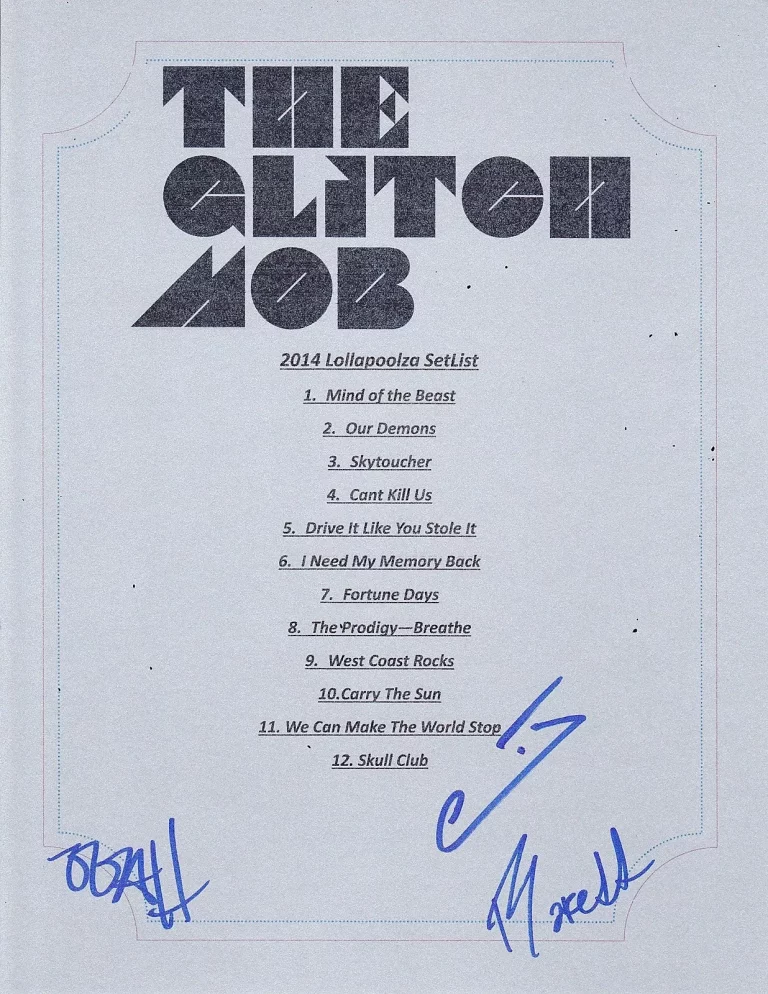 THE
GLITCH
MOB
2014 Lollapoolza SetList
1. Mind of the Beast
2. Our Demons
3. Skytoucher
4. Cant Kill Us
5. Drive It Like You Stole It
6. I Need My Memory Back
7. Fortune Days
8. The Prodigy—Breathe
9. West Coast Rocks
10.Carry The Sun
11. We Can Make The World Stop
12. Skull Club